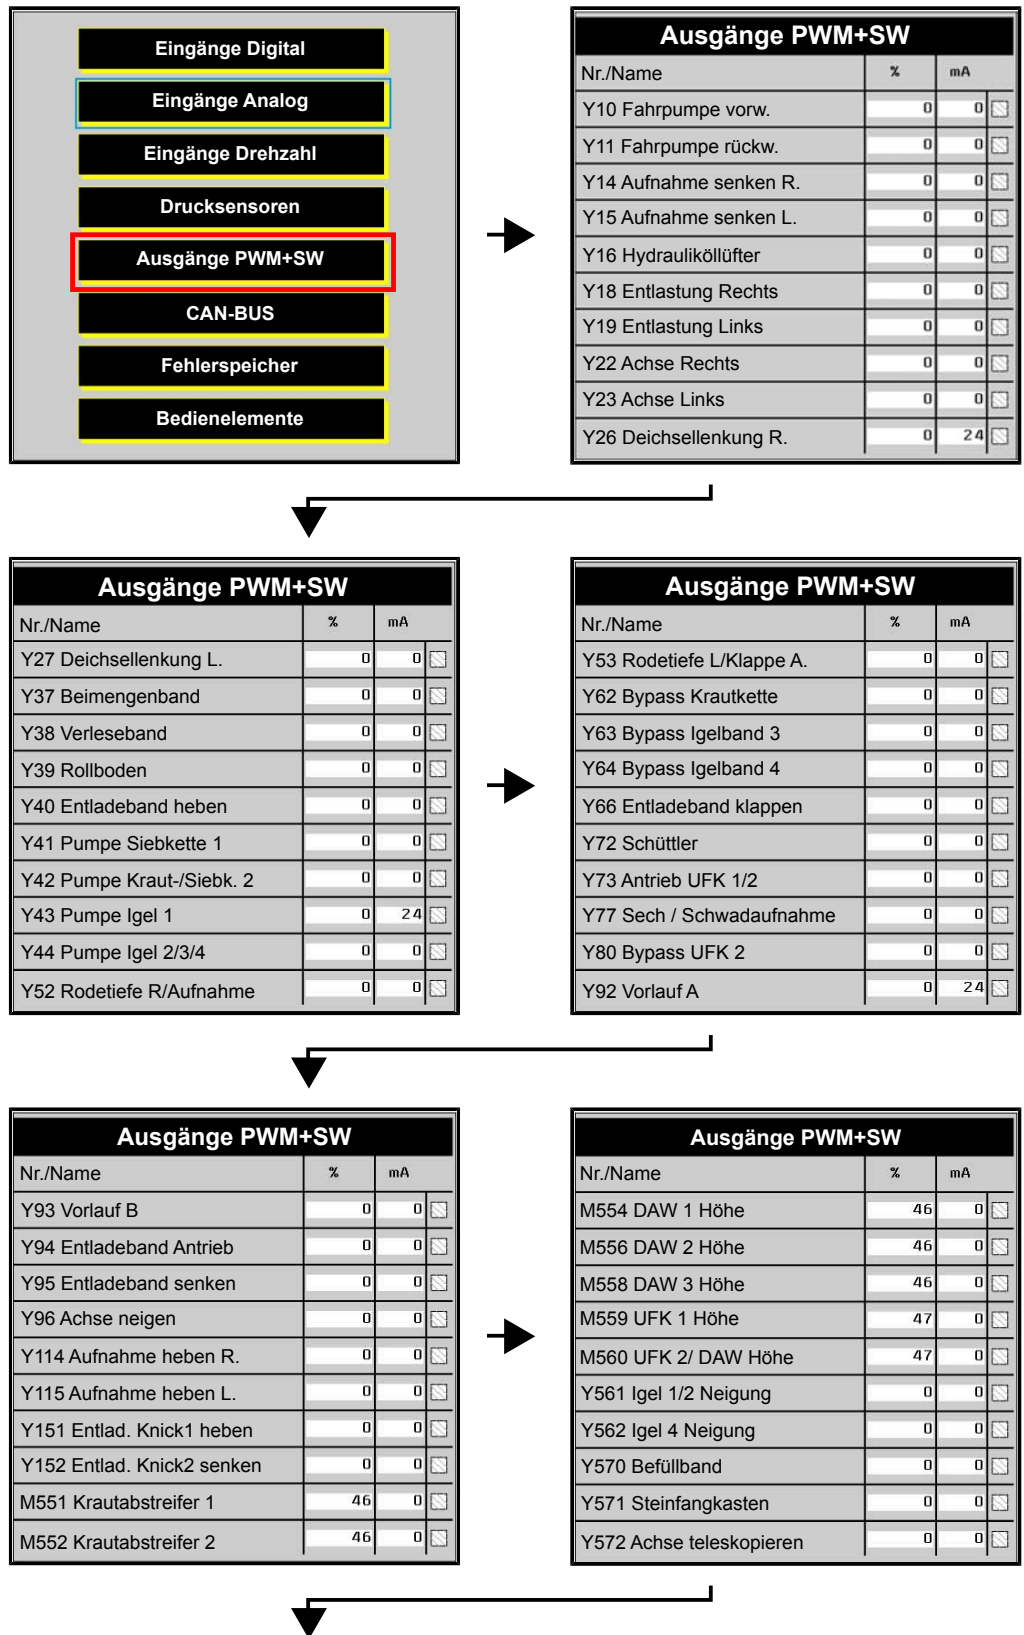 Eingänge Digital
Eingänge Analog
Eingänge Drehzahl
Drucksensoren
Ausgänge PWM+SW
CAN-BUS
Fehlerspeicher
Bedienelemente
Ausgänge PWM+SW
Nr./Name % mA
Y10 Fahrpumpe vorw. 0 0
Y11 Fahrpumpe rückw. 0 0
Y14 Aufnahme senken R. 0 0
Y15 Aufnahme senken L. 0 0
Y16 Hydrauliköllüfter 0 0
Y18 Entlastung Rechts 0 0
Y19 Entlastung Links 0 0
Y22 Achse Rechts 0 0
Y23 Achse Links 0 0
Y26 Deichsellenkung R. 0 24
Ausgänge PWM+SW
Nr./Name % mA
Y27 Deichsellenkung L. 0 0
Y37 Beimengenband 0 0
Y38 Verleseband 0 0
Y39 Rollboden 0 0
Y40 Entladeband heben 0 0
Y41 Pumpe Siebkette 1 0 0
Y42 Pumpe Kraut-/Siebk. 2 0 0
Y43 Pumpe Igel 1 0 24
Y44 Pumpe Igel 2/3/4 0 0
Y52 Rodetiefe R/Aufnahme 0 0
Ausgänge PWM+SW
Nr./Name % mA
Y53 Rodetiefe L/Klappe A. 0 0
Y62 Bypass Krautkette 0 0
Y63 Bypass Igelband 3 0 0
Y64 Bypass Igelband 4 0 0
Y66 Entladeband klappen 0 0
Y72 Schüttler 0 0
Y73 Antrieb UFK 1/2 0 0
Y77 Sech / Schwadaufnahme 0 0
Y80 Bypass UFK 2 0 0
Y92 Vorlauf A 0 24
Ausgänge PWM+SW
Nr./Name % mA
Y93 Vorlauf B 0 0
Y94 Entladeband Antrieb 0 0
Y95 Entladeband senken 0 0
Y96 Achse neigen 0 0
Y114 Aufnahme heben R. 0 0
Y115 Aufnahme heben L. 0 0
Y151 Entlad. Knick1 heben 0 0
Y152 Entlad. Knick2 senken 0 0
M551 Krautabstreifer 1 46 0
M552 Krautabstreifer 2 46 0
Ausgänge PWM+SW
Nr./Name % mA
M554 DAW 1 Höhe 46 0
M556 DAW 2 Höhe 46 0
M558 DAW 3 Höhe 46 0
M559 UFK 1 Höhe 47 0
M560 UFK 2/ DAW Höhe 47 0
Y561 Igel 1/2 Neigung 0 0
Y562 Igel 4 Neigung 0 0
Y570 Befüllband 0 0
Y571 Steinfangkasten 0 0
Y572 Achse teleskopieren 0 0